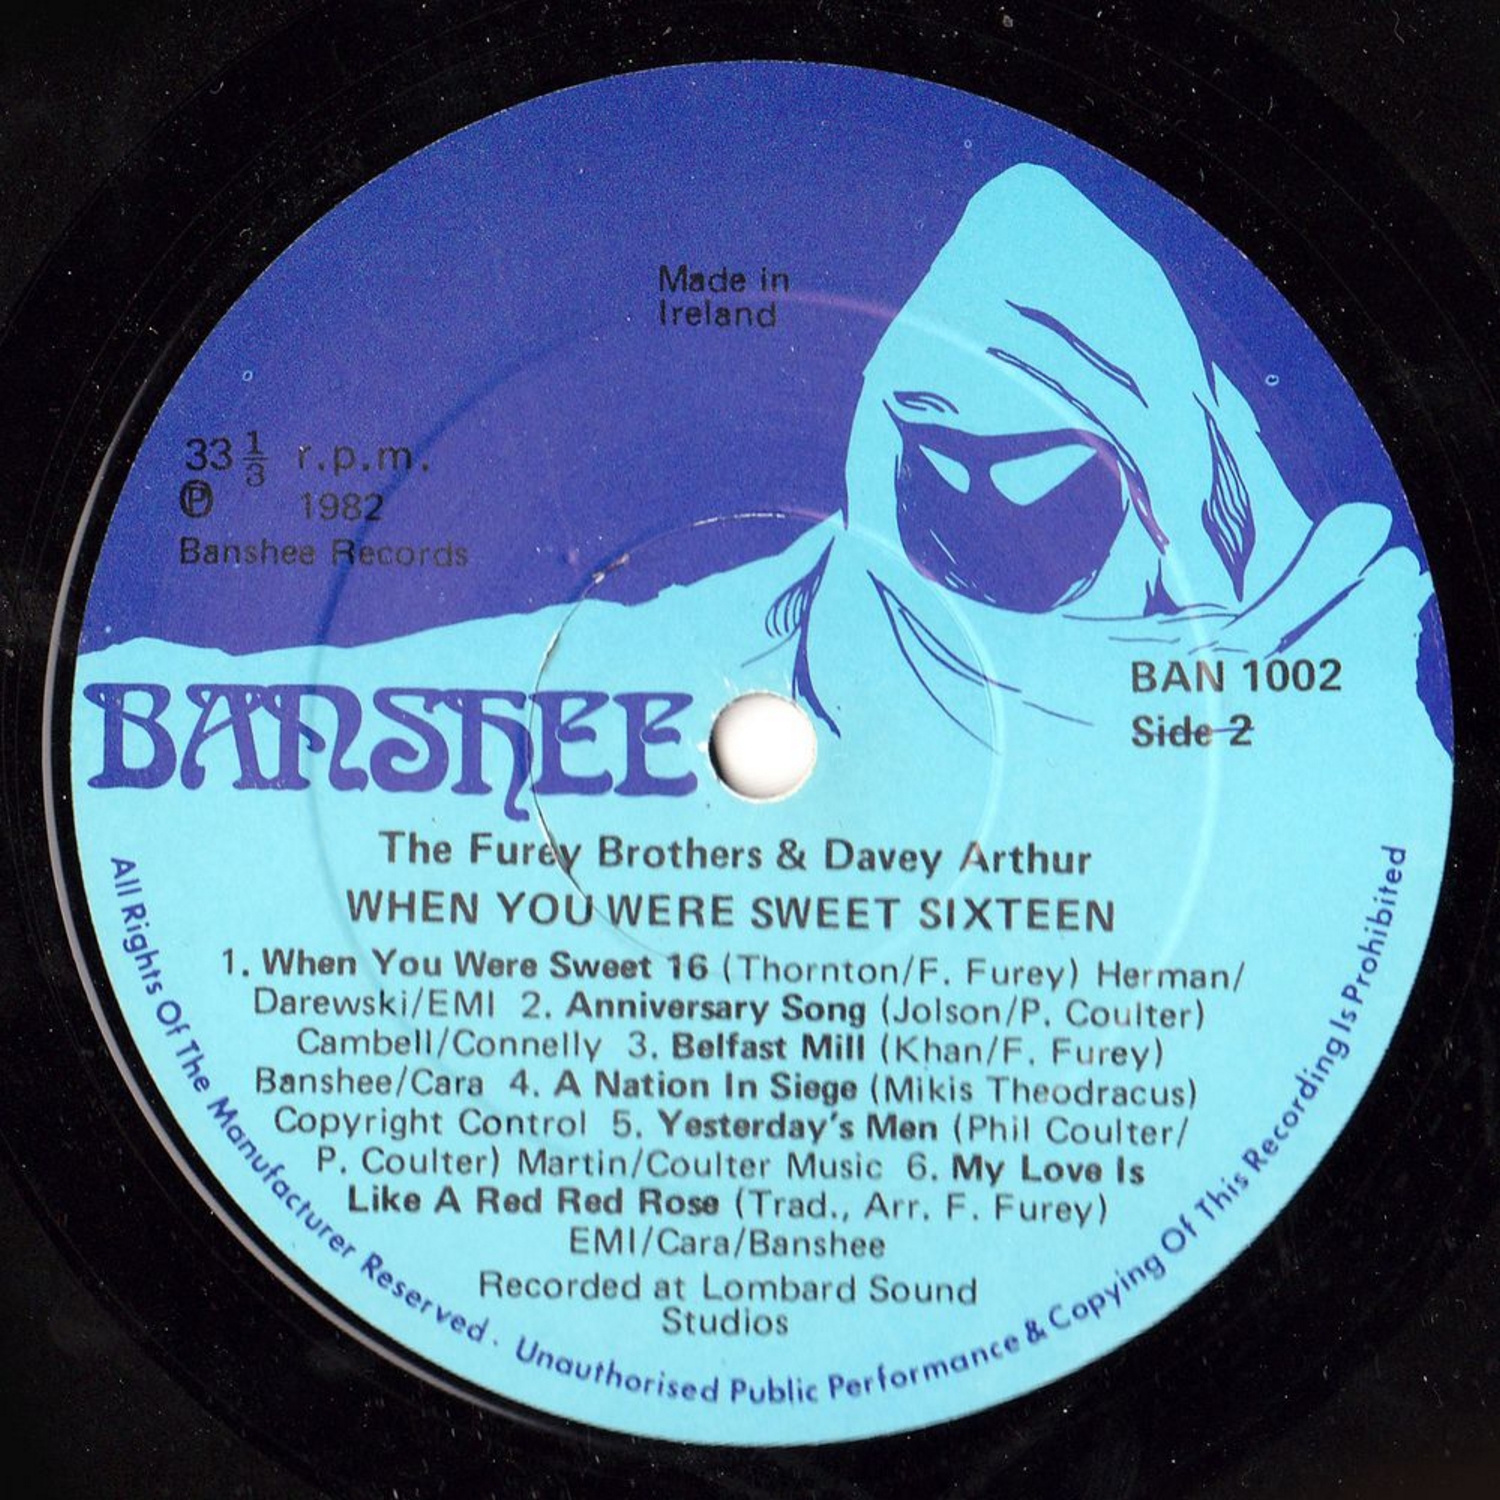 Made in
Ireland
33 1/3 r.p.m.
Ⓟ 1982
Banshee Records
BANSHEE
BAN 1002
Side 2
The Furey Brothers & Davey Arthur
WHEN YOU WERE SWEET SIXTEEN
1. When You Were Sweet 16 (Thornton/F. Furey) Herman/
Darewski/EMI 2. Anniversary Song (Jolson/P. Coulter)
Cambell/Connelly 3. Belfast Mill (Khan/F. Furey)
Banshee/Cara 4. A Nation In Siege (Mikis Theodracus)
Copyright Control 5. Yesterday's Men (Phil Coulter/
P. Coulter) Martin/Coulter Music 6. My Love Is
Like A Red Red Rose (Trad., Arr. F. Furey)
EMI/Cara/Banshee
Recorded at Lombard Sound
Studios
All Rights Of The Manufacturer Reserved. Unauthorised Public Performance & Copying Of This Recording Is Prohibited